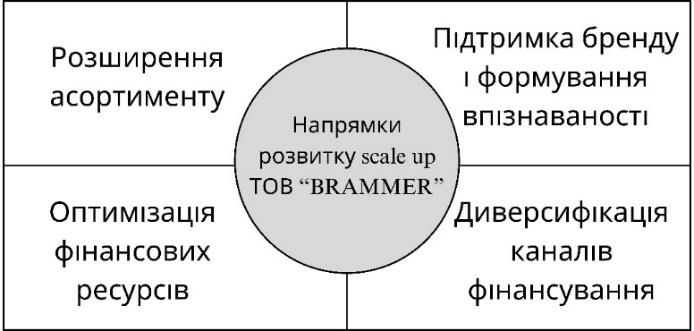 Розширення
асортименту
Підтримка бренду
і формування
впізнаваності
Напрямки
розвитку scale up
ТОВ “BRAMMER”
Оптимізація
фінансових
ресурсів
Диверсифікація
каналів
фінансування